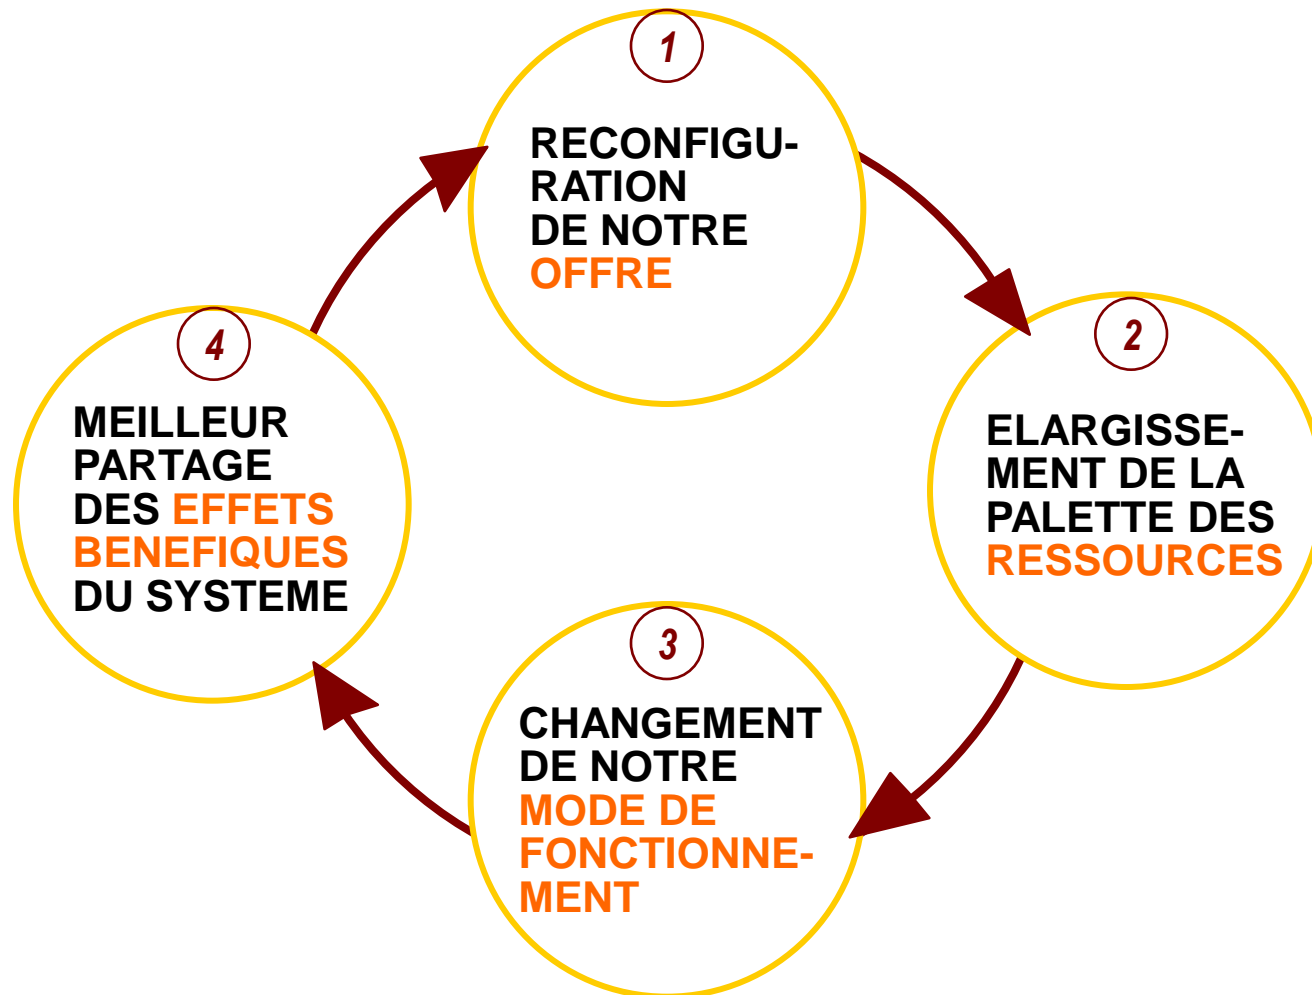 1
RECONFIGU-
RATION
DE NOTRE
OFFRE
2
ELARGISSE-
MENT DE LA
PALETTE DES
RESSOURCES
3
CHANGEMENT
DE NOTRE
MODE DE
FONCTIONNE-
MENT
4
MEILLEUR
PARTAGE
DES EFFETS
BENEFIQUES
DU SYSTEME